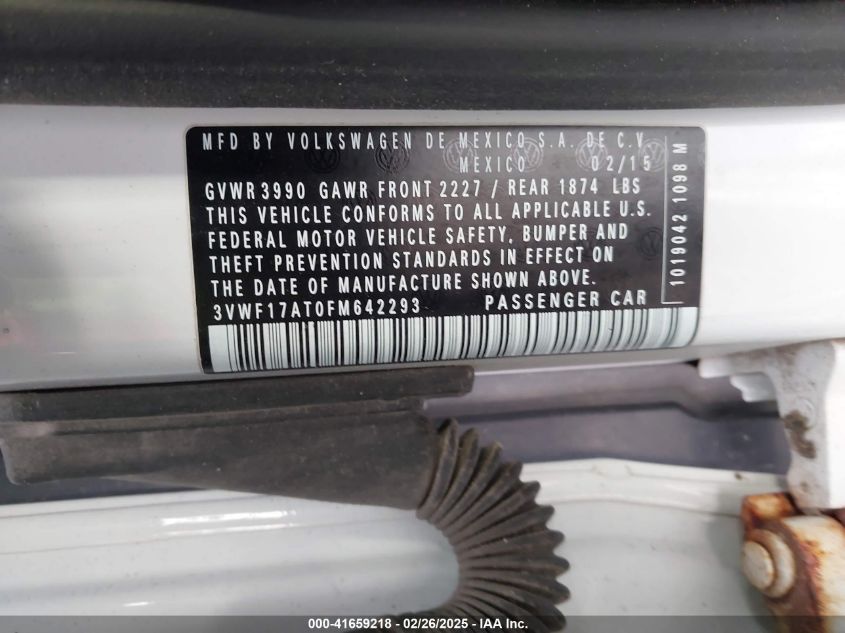 MFD BY VOLKSWAGEN DE MEXICO S.A. DE C.V
MEXICO 02/15
GVWR 3990 GAWR FRONT 2227 / REAR 1874 LBS
THIS VEHICLE CONFORMS TO ALL APPLICABLE U.S.
FEDERAL MOTOR VEHICLE SAFETY, BUMPER AND
THEFT PREVENTION STANDARDS IN EFFECT ON
THE DATE OF MANUFACTURE SHOWN ABOVE.
3VWF17AT0FM642293 PASSENGER CAR
1019042 1098 M
000-41659218 - 02/26/2025 - IAA Inc.